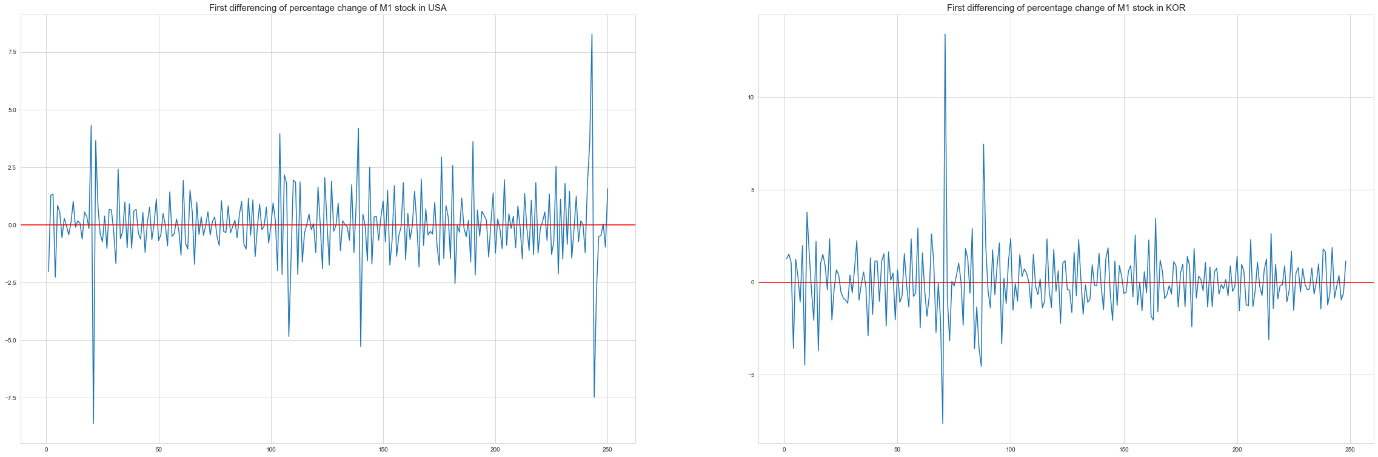 First differencing of percentage change of M1 stock in USA
7.5
5.0
2.5
0.0
−2.5
−5.0
−7.5
0 50 100 150 200 250
First differencing of percentage change of M1 stock in KOR
10
5
0
−5
0 50 100 150 200 250